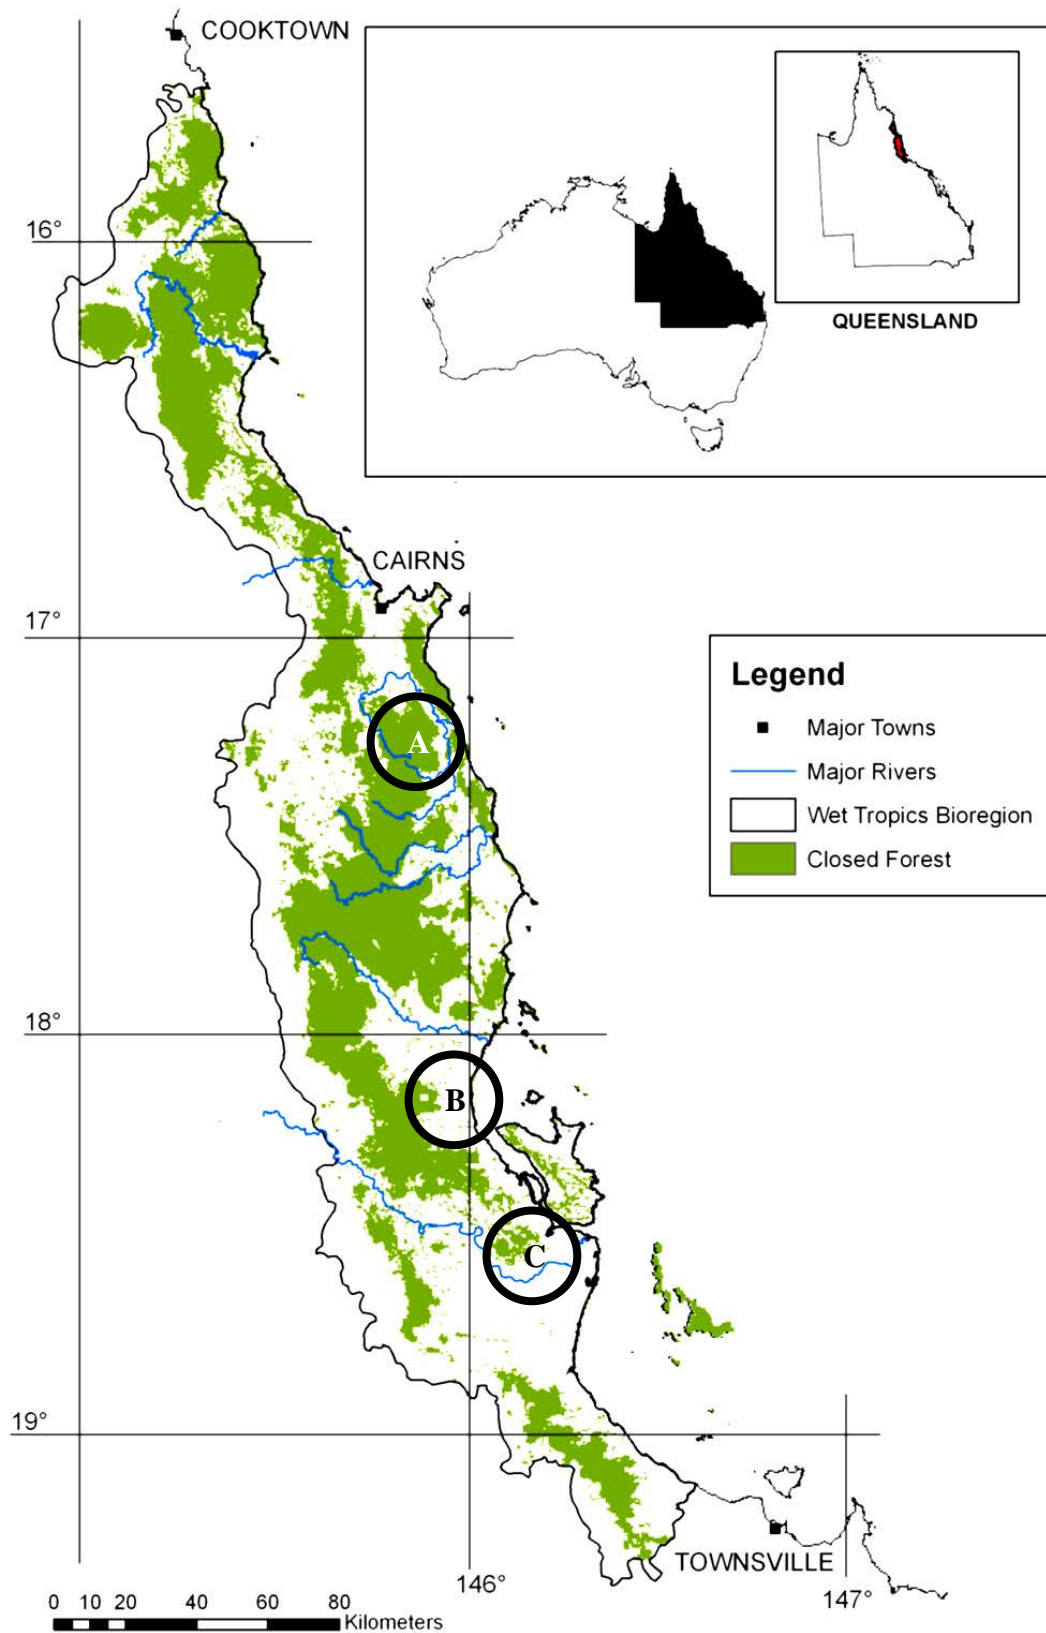 COOKTOWN
16°
QUEENSLAND
CAIRNS
17°
Legend
Major Towns
Major Rivers
Wet Tropics Bioregion
Closed Forest
A
18°
B
C
19°
TOWNSVILLE
146°
147°
0 10 20 40 60 80
Kilometers